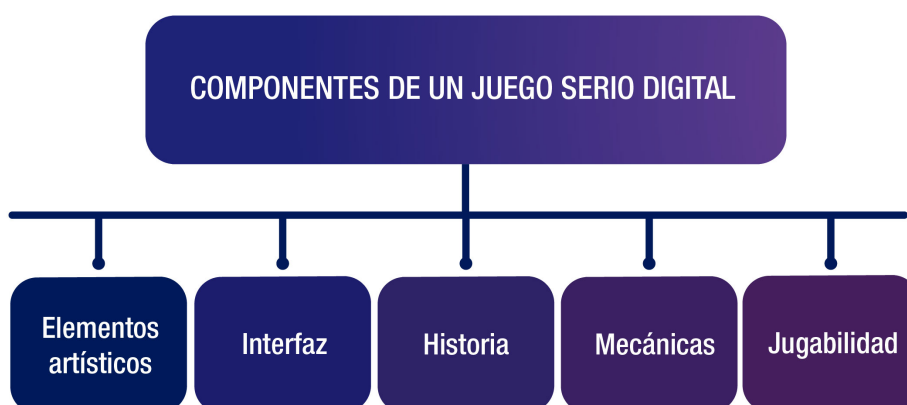 COMPONENTES DE UN JUEGO SERIO DIGITAL
Elementos
artísticos
Interfaz
Historia
Mecánicas
Jugabilidad